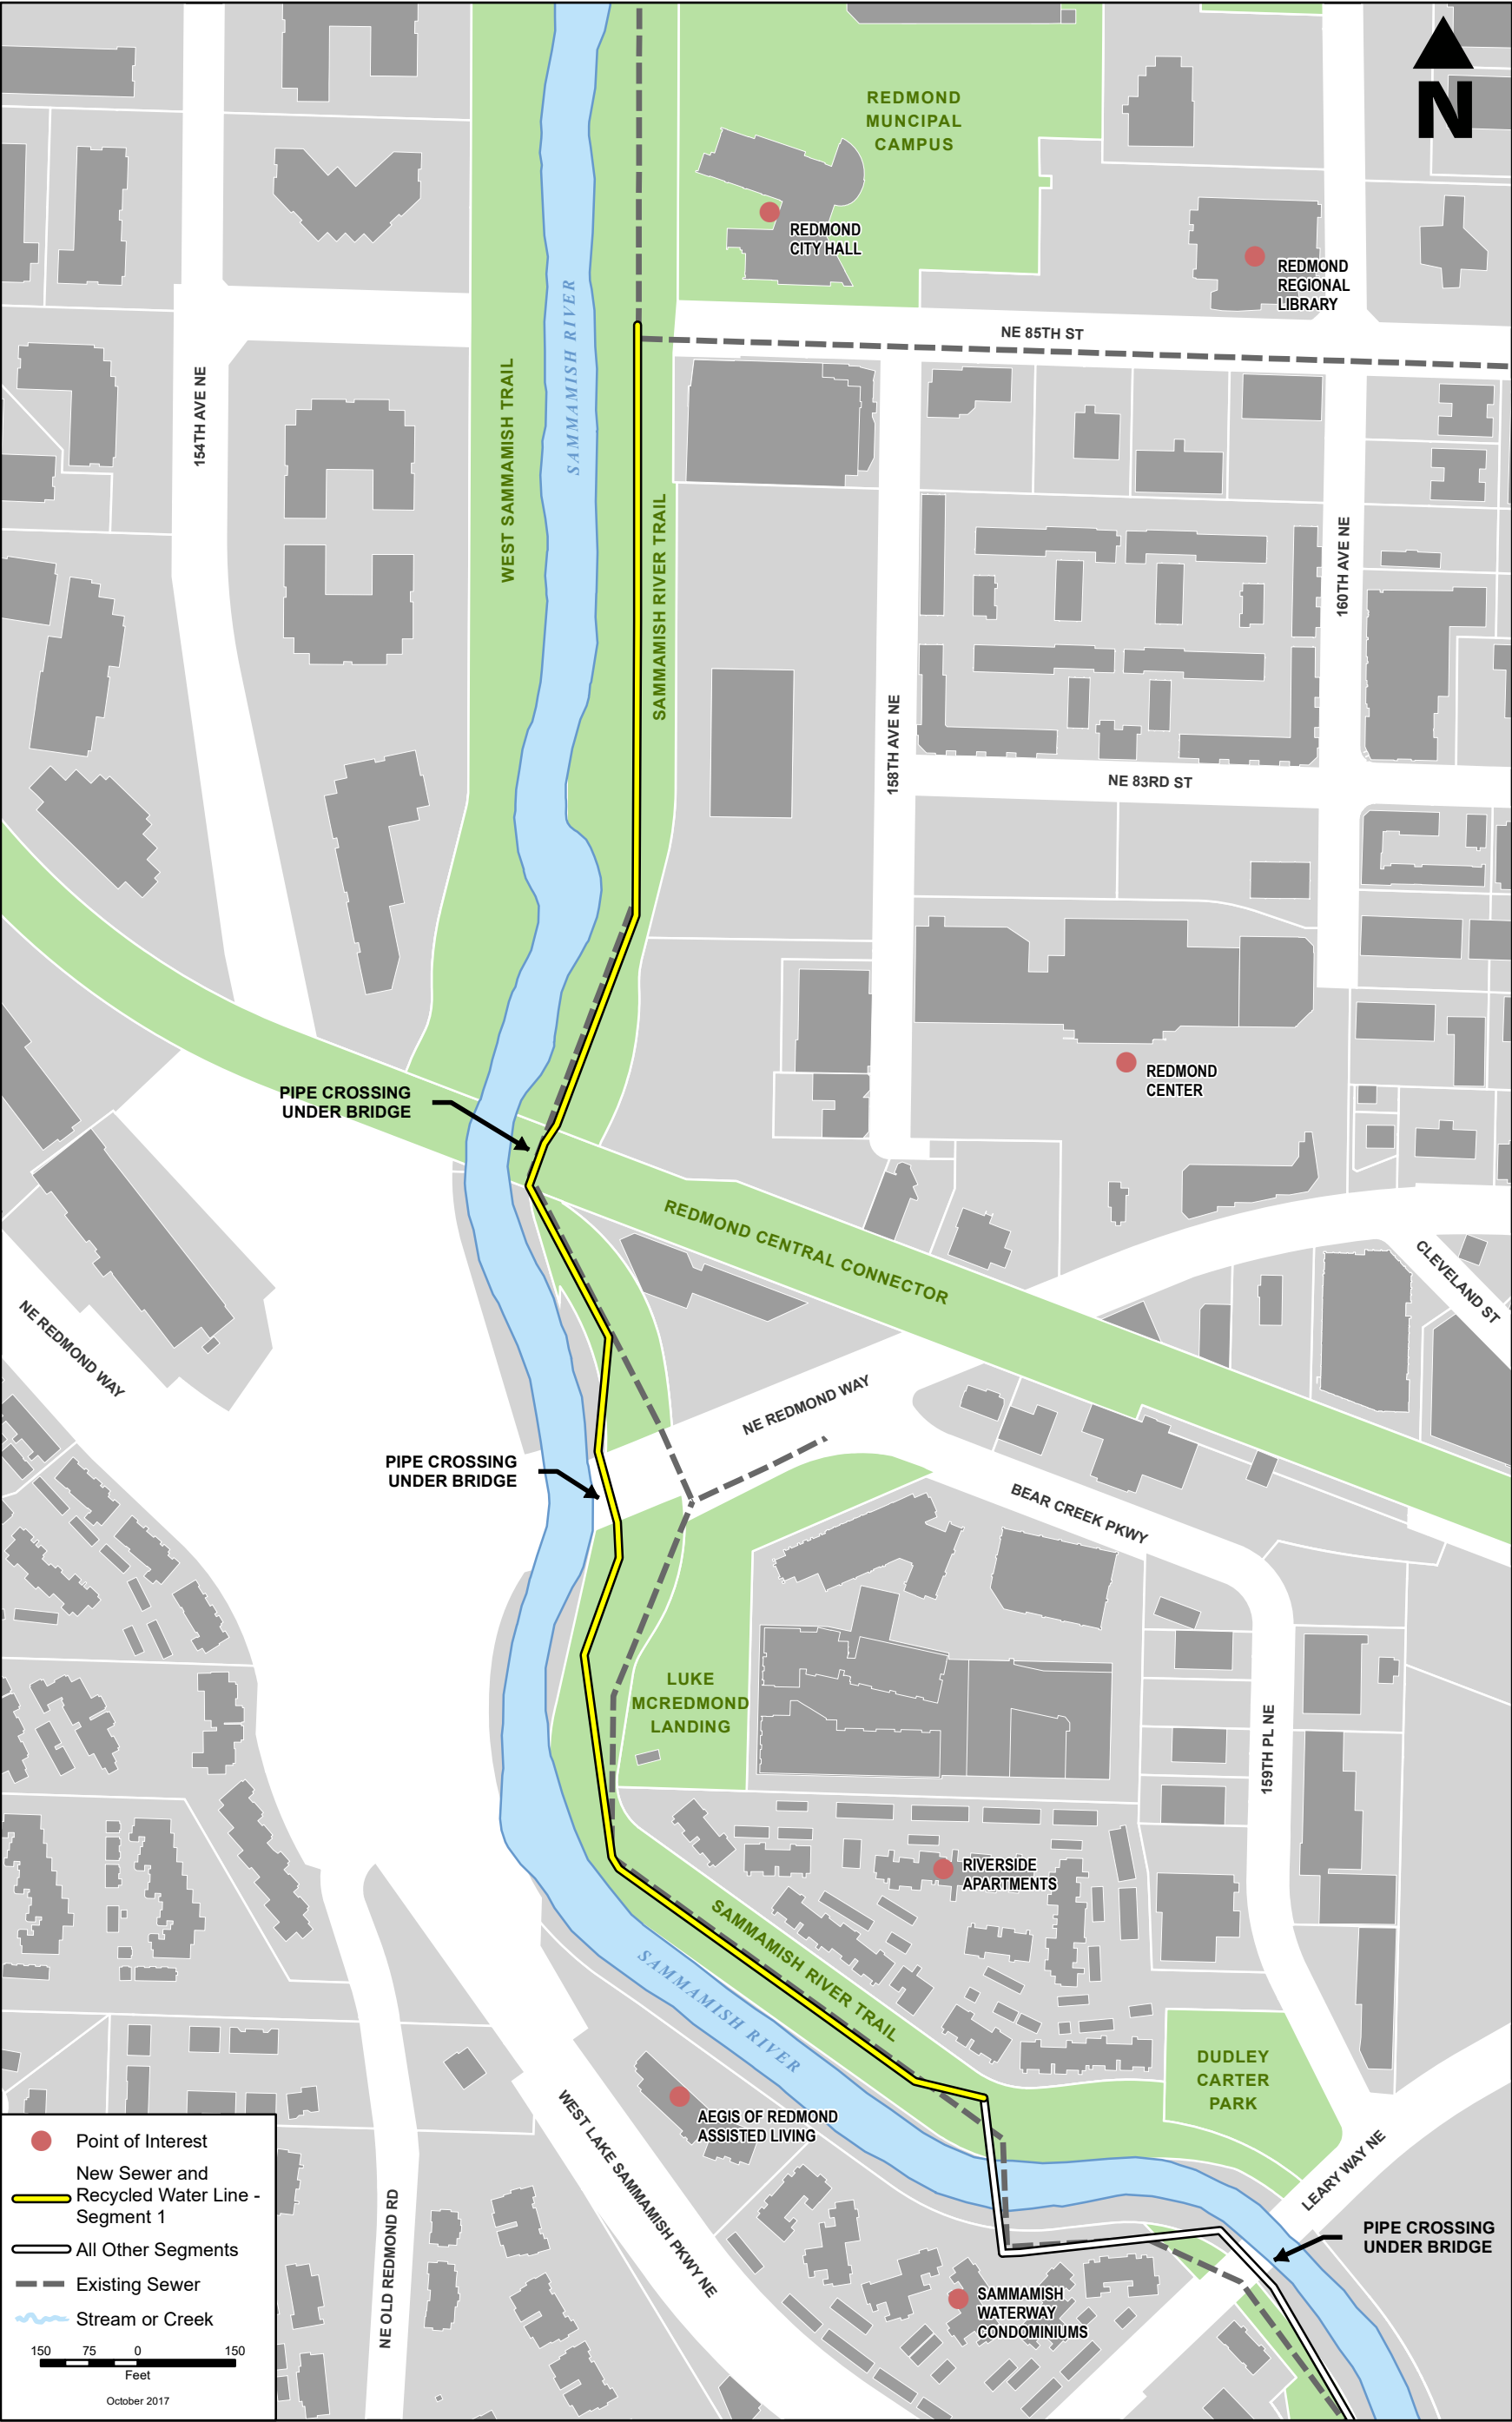 N
REDMOND
MUNCIPAL
CAMPUS
REDMOND
CITY HALL
REDMOND
REGIONAL
LIBRARY
NE 85TH ST
SAMMAMISH RIVER
WEST SAMMAMISH TRAIL
154TH AVE NE
SAMMAMISH RIVER TRAIL
160TH AVE NE
158TH AVE NE
NE 83RD ST
REDMOND
CENTER
PIPE CROSSING
UNDER BRIDGE
REDMOND CENTRAL CONNECTOR
CLEVELAND ST
NE REDMOND WAY
NE REDMOND WAY
PIPE CROSSING
UNDER BRIDGE
BEAR CREEK PKWY
LUKE
MCREDMOND
LANDING
159TH PL NE
RIVERSIDE
APARTMENTS
SAMMAMISH RIVER TRAIL
SAMMAMISH RIVER
DUDLEY
CARTER
PARK
AEGIS OF REDMOND
ASSISTED LIVING
WEST LAKE SAMMAMISH PKWY NE
LEARY WAY NE
NE OLD REDMOND RD
PIPE CROSSING
UNDER BRIDGE
SAMMAMISH
WATERWAY
CONDOMINIUMS
Point of Interest
New Sewer and
Recycled Water Line -
Segment 1
All Other Segments
Existing Sewer
Stream or Creek
150 75 0 150
Feet
October 2017